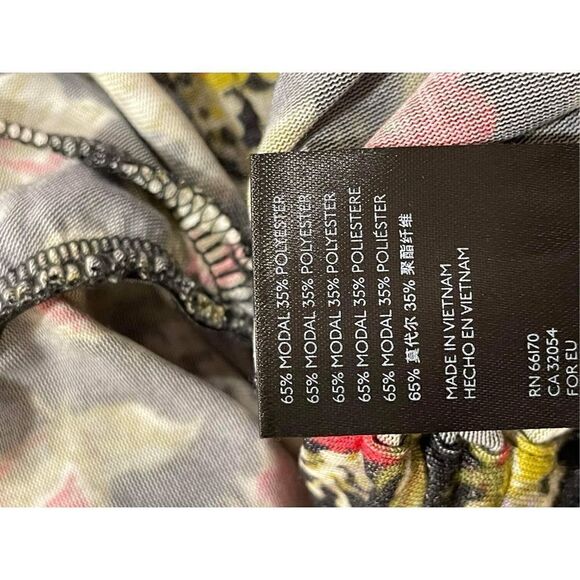 65% MODAL 35% POLYESTER
65% MODAL 35% POLYESTER
65% MODAL 35% POLYESTER
65% MODAL 35% POLIESTERE
65% MODAL 35% POLIÉSTER
65% 莫代尔 35% 聚酯纤维
MADE IN VIETNAM
HECHO EN VIETNAM
RN 66170
CA 32054
FOR EU